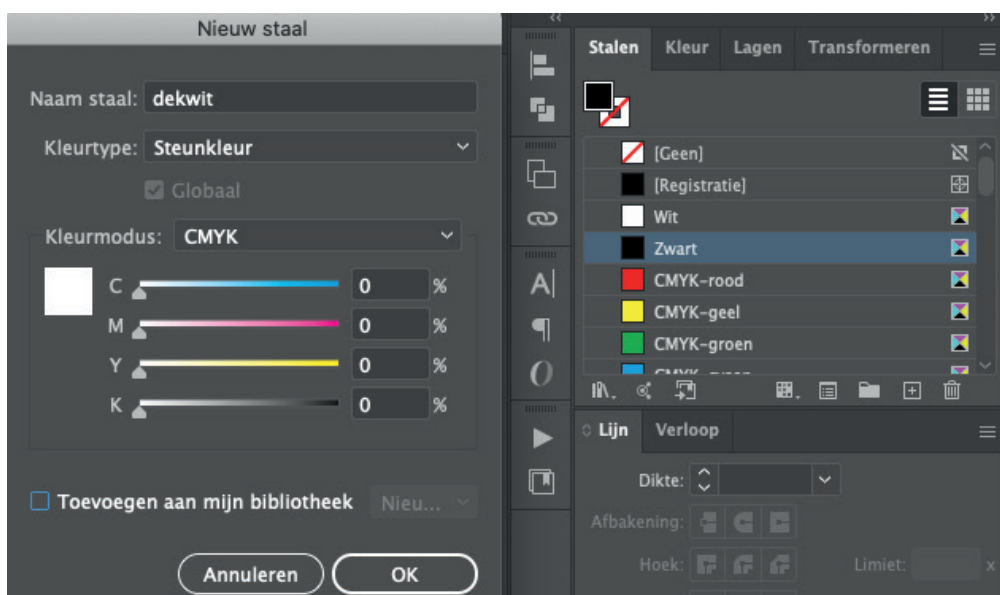 Nieuw staal
Naam staal: dekwit
Kleurtype: Steunkleur
Globaal
Kleurmodus: CMYK
C 0 %
M 0 %
Y 0 %
K 0 %
Toevoegen aan mijn bibliotheek Nieu...
Annuleren OK
Stalen Kleur Lagen Transformeren
[Geen]
[Registratie]
Wit
Zwart
CMYK-rood
CMYK-geel
CMYK-groen
Lijn Verloop
Dikte:
Afbakening:
Hoek: Limiet: x